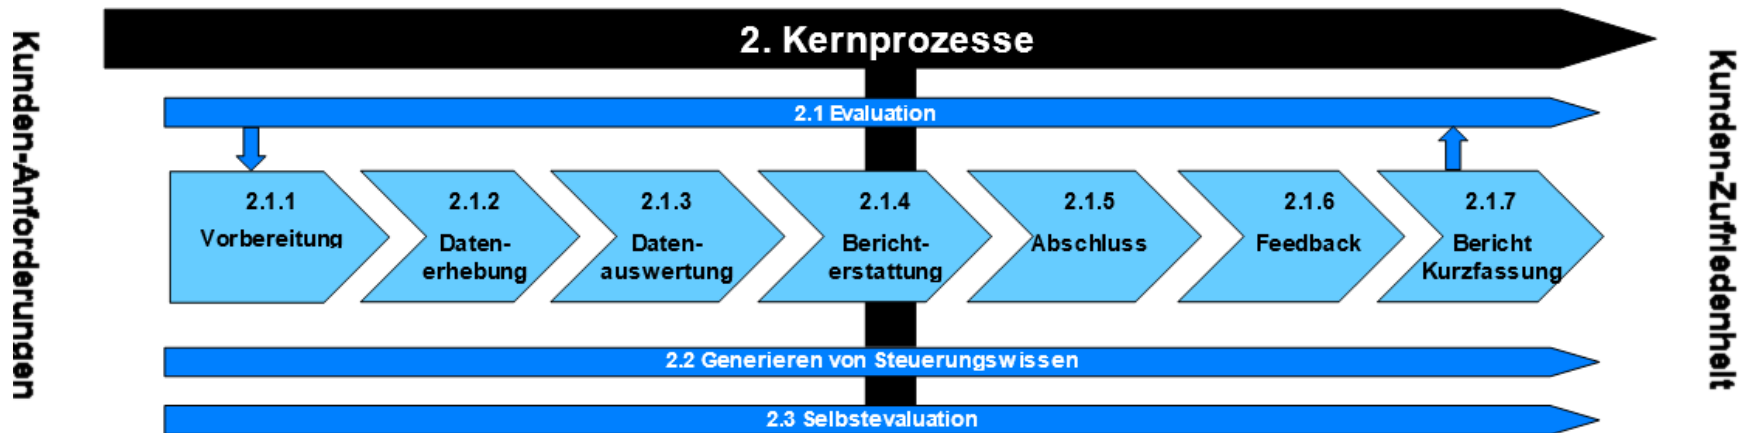 Kunden-Anforderungen
2. Kernprozesse
2.1 Evaluation
2.1.1
Vorbereitung
2.1.2
Daten-
erhebung
2.1.3
Daten-
auswertung
2.1.4
Bericht-
erstattung
2.1.5
Abschluss
2.1.6
Feedback
2.1.7
Bericht
Kurzfassung
2.2 Generieren von Steuerungswissen
2.3 Selbstevaluation
Kunden-Zufriedenheit